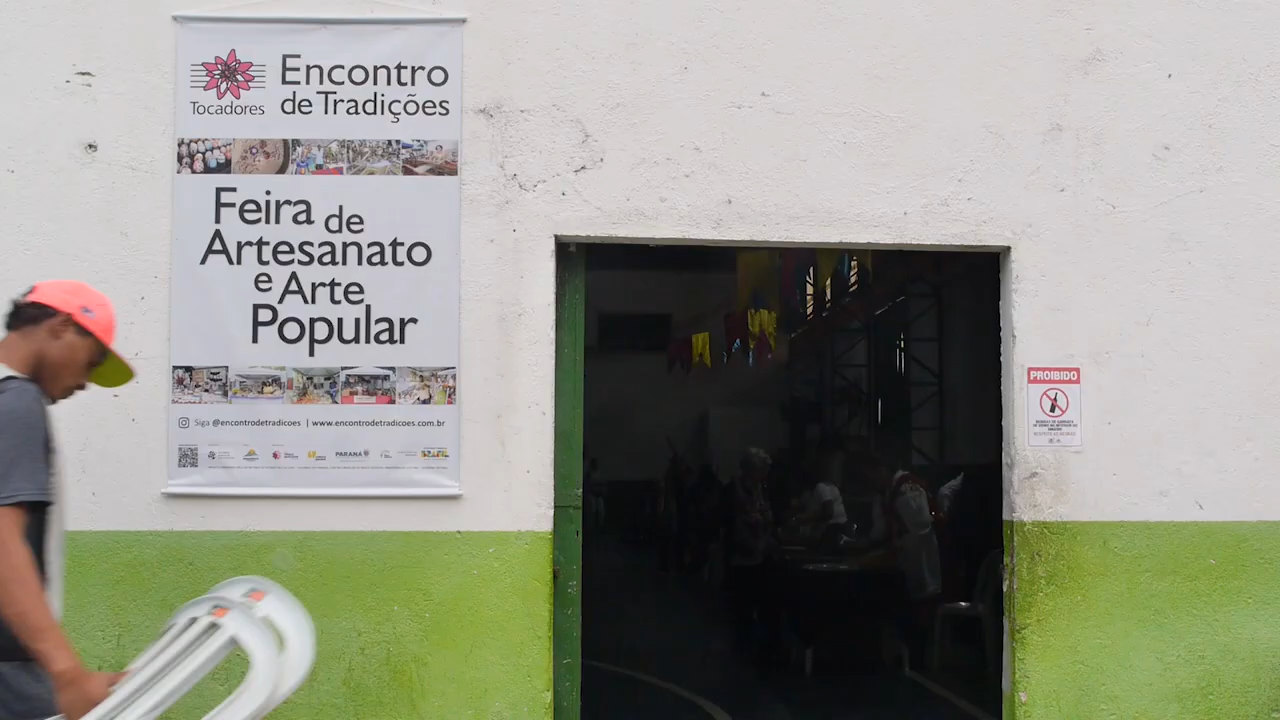 Tocadores
Encontro
de Tradições
Feira de
Artesanato
e Arte
Popular
Siga @encontrodetradicoes | www.encontrodetradicoes.com.br
PARANÁ
PROIBIDO